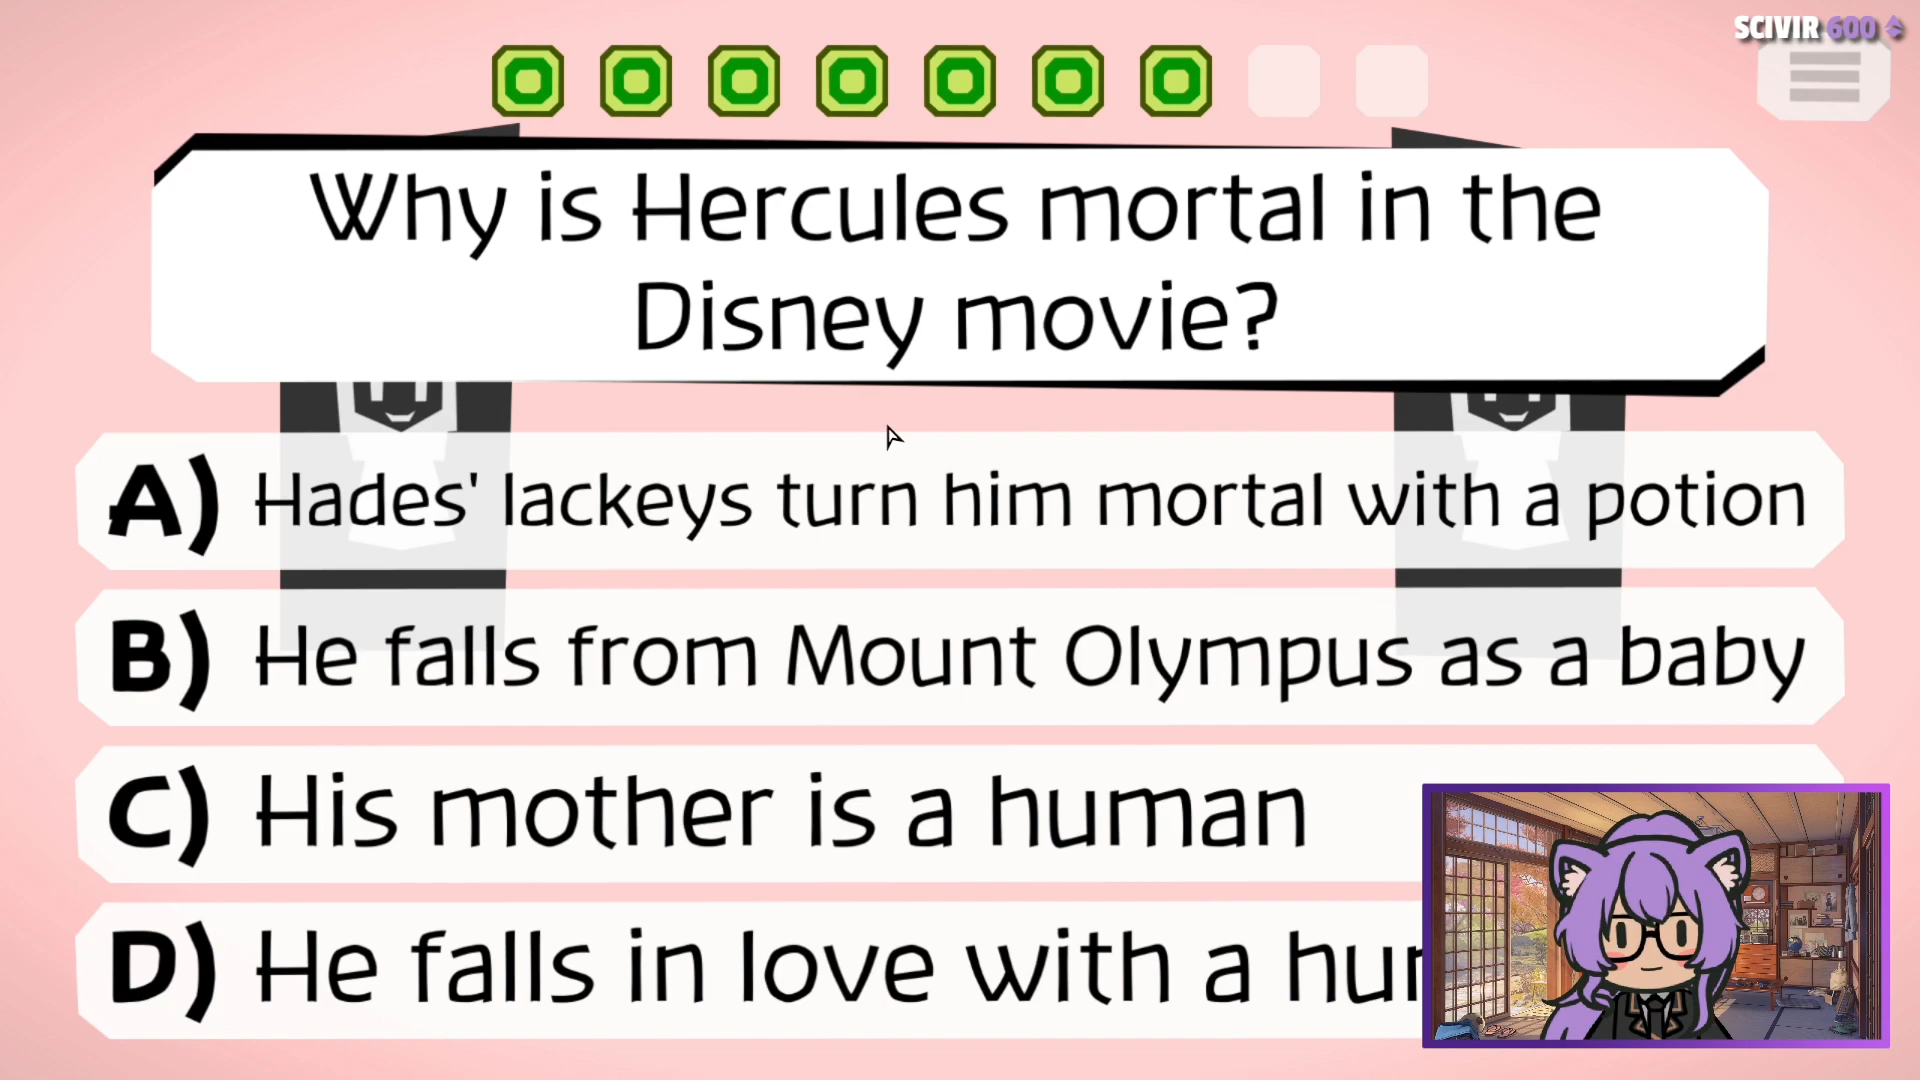 SCIVIR 600
Why is Hercules mortal in the
Disney movie?
A) Hades' lackeys turn him mortal with a potion
B) He falls from Mount Olympus as a baby
C) His mother is a human
D) He falls in love with a